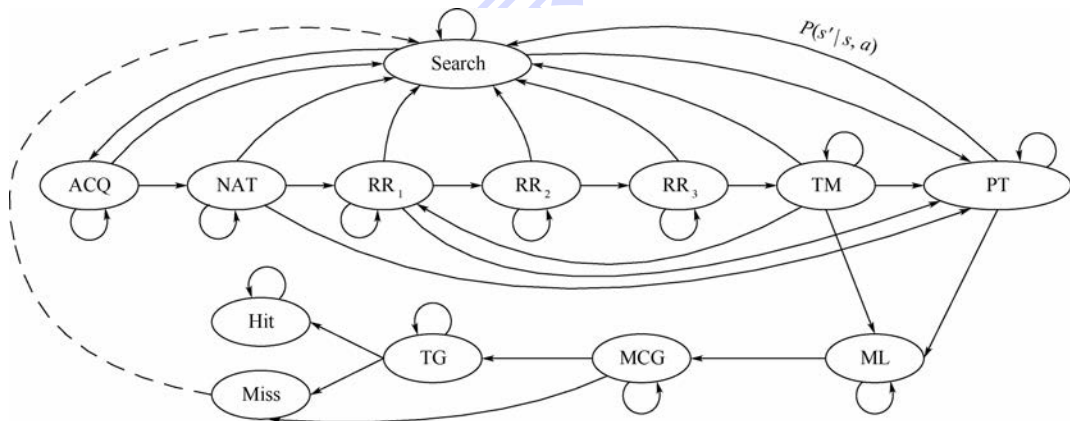 P(s′ | s, a)
Search
ACQ
NAT
RR₁
RR₂
RR₃
TM
PT
Hit
TG
MCG
ML
Miss